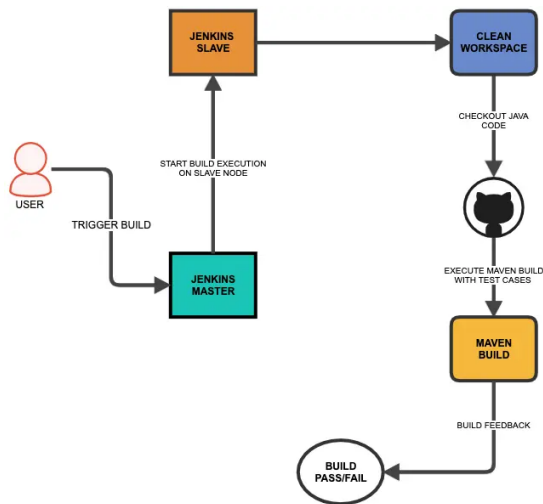 JENKINS
SLAVE
CLEAN
WORKSPACE
CHECKOUT JAVA
CODE
START BUILD EXECUTION
ON SLAVE NODE
USER
TRIGGER BUILD
JENKINS
MASTER
EXECUTE MAVEN BUILD
WITH TEST CASES
MAVEN
BUILD
BUILD FEEDBACK
BUILD
PASS/FAIL